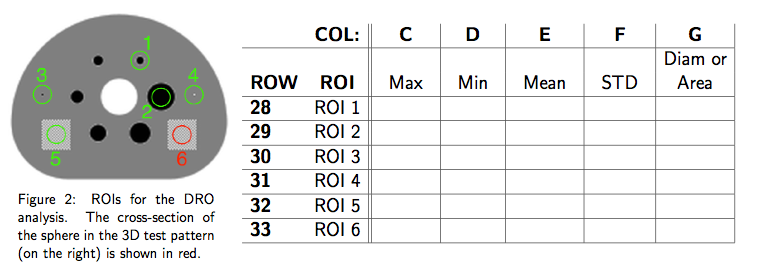 1
3
4
2
5
6
Figure 2: ROIs for the DRO
analysis. The cross-section of
the sphere in the 3D test pattern
(on the right) is shown in red.
COL: C D E F G
Diam or
ROW ROI Max Min Mean STD Area
28 ROI 1
29 ROI 2
30 ROI 3
31 ROI 4
32 ROI 5
33 ROI 6